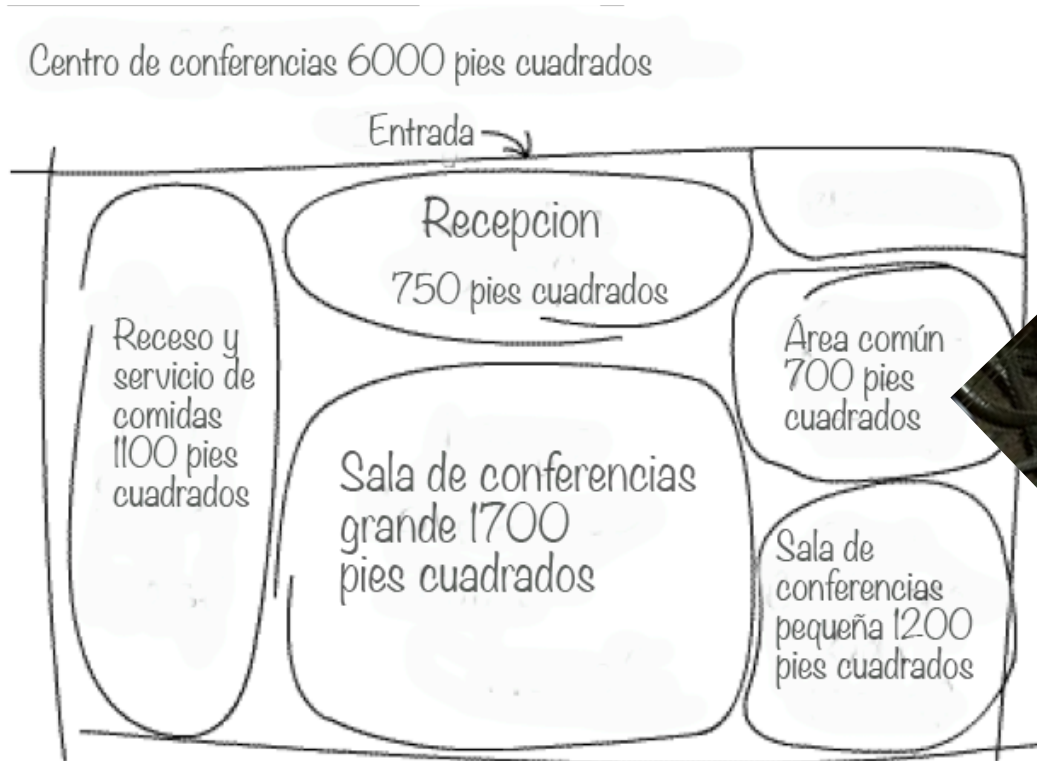 Centro de conferencias 6000 pies cuadrados
Entrada
Recepcion
750 pies cuadrados
Receso y
servicio de
comidas
1100 pies
cuadrados
Sala de conferencias
grande 1700
pies cuadrados
Área común
700 pies
cuadrados
Sala de
conferencias
pequeña 1200
pies cuadrados